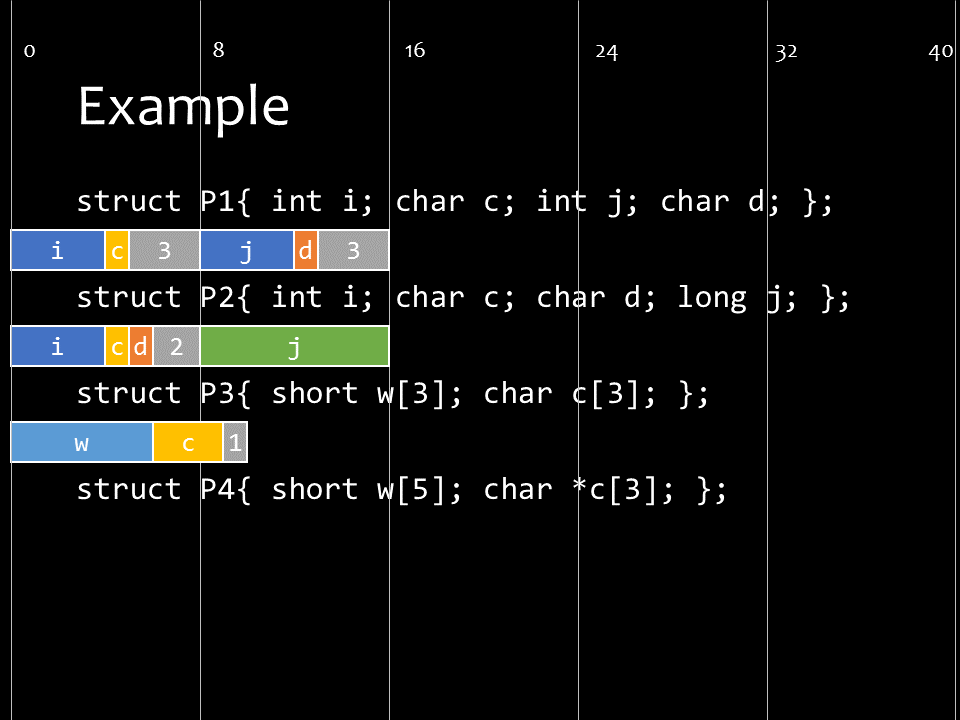 0 8 16 24 32 40
Example
struct P1{ int i; char c; int j; char d; };
i c 3 j d 3
struct P2{ int i; char c; char d; long j; };
i c d 2 j
struct P3{ short w[3]; char c[3]; };
w c 1
struct P4{ short w[5]; char *c[3]; };